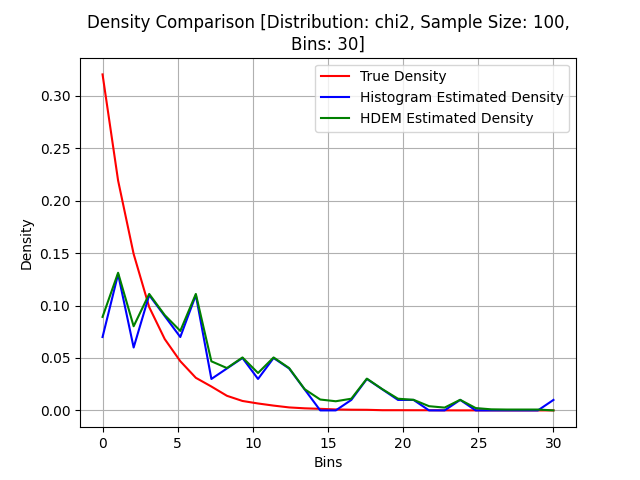 Density Comparison [Distribution: chi2, Sample Size: 100,
Bins: 30]
True Density
Histogram Estimated Density
HDEM Estimated Density
Density
0.30
0.25
0.20
0.15
0.10
0.05
0.00
0 5 10 15 20 25 30
Bins